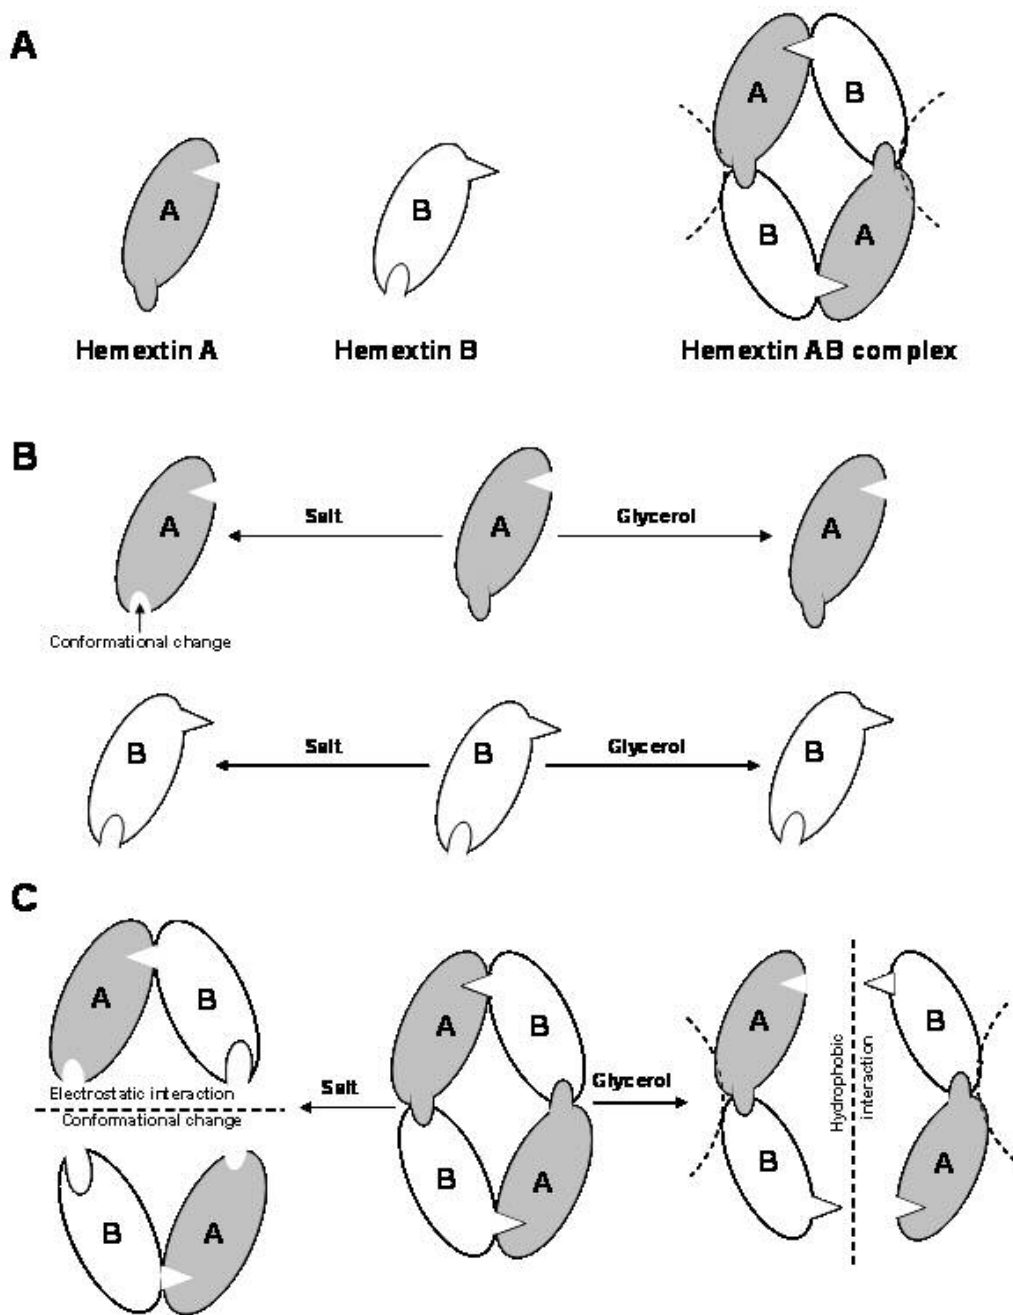 A
A
B
A
B
B
A
Hemextin A
Hemextin B
Hemextin AB complex
B
A
Salt
A
Glycerol
A
Conformational change
B
Salt
B
Glycerol
B
C
A
B
Electrostatic interaction
Conformational change
B
A
Salt
A
B
B
A
Glycerol
A
B
Hydrophobic
interaction
B
A